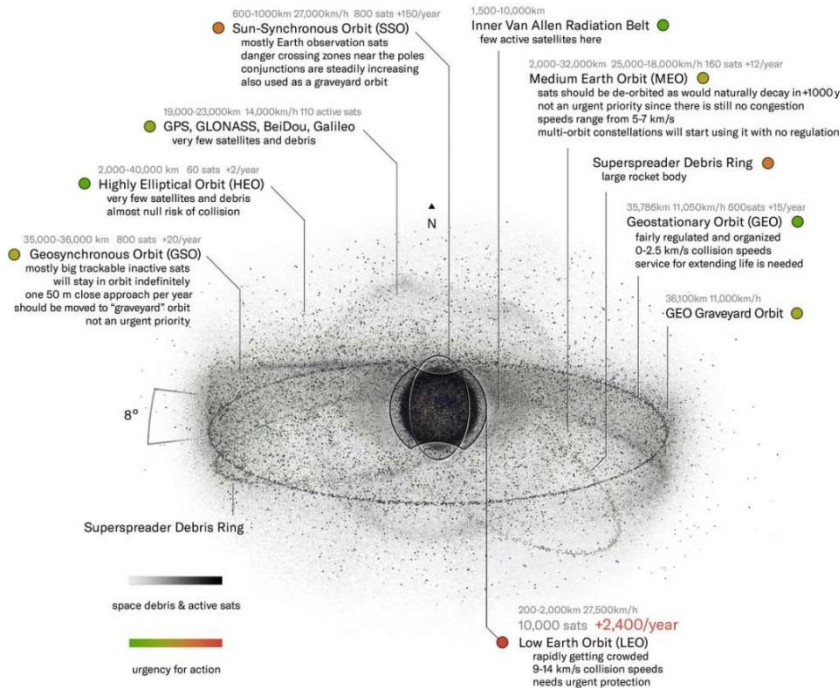 600-1000km 27,000km/h 800 sats +150/year
Sun-Synchronous Orbit (SSO)
mostly Earth observation sats
danger crossing zones near the poles
conjunctions are steadily increasing
also used as a graveyard orbit
1,500-10,000km
Inner Van Allen Radiation Belt
few active satellites here
2,000-32,000km 25,000-18,000km/h 160 sats +12/year
Medium Earth Orbit (MEO)
sats should be de-orbited as would naturally decay in +1000 y
not an urgent priority since there is still no congestion
speeds range from 5-7 km/s
multi-orbit constellations will start using it with no regulation
19,000-23,000km 14,000km/h 110 active sats
GPS, GLONASS, BeiDou, Galileo
very few satellites and debris
Superspreader Debris Ring
large rocket body
2,000-40,000 km 60 sats +2/year
Highly Elliptical Orbit (HEO)
very few satellites and debris
almost null risk of collision
N
35,786km 11,050km/h 600sats +15/year
Geostationary Orbit (GEO)
fairly regulated and organized
0-2.5 km/s collision speeds
service for extending life is needed
35,000-36,000 km 800 sats +20/year
Geosynchronous Orbit (GSO)
mostly big trackable inactive sats
will stay in orbit indefinitely
one 50 m close approach per year
should be moved to "graveyard" orbit
not an urgent priority
36,100km 11,000km/h
GEO Graveyard Orbit
8º
Superspreader Debris Ring
space debris & active sats
urgency for action
200-2,000km 27,500km/h
10,000 sats +2,400/year
Low Earth Orbit (LEO)
rapidly getting crowded
9-14 km/s collision speeds
needs urgent protection